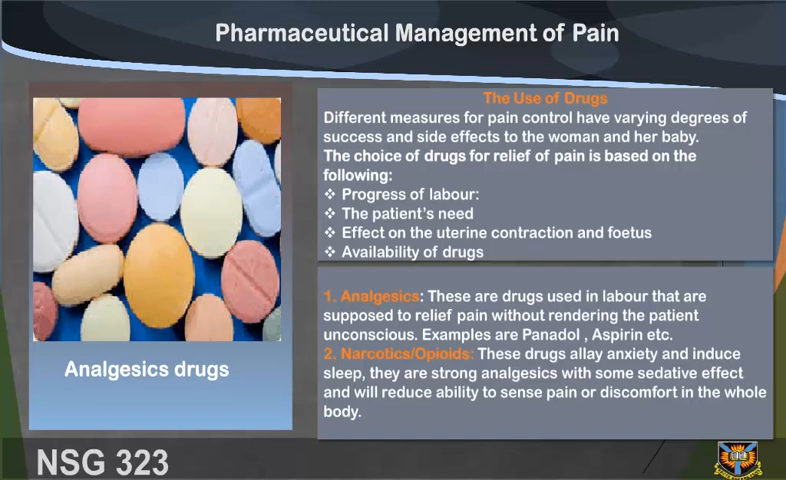 Pharmaceutical Management of Pain
The Use of Drugs
Different measures for pain control have varying degrees of
success and side effects to the woman and her baby.
The choice of drugs for relief of pain is based on the
following:
❖ Progress of labour:
❖ The patient's need
❖ Effect on the uterine contraction and foetus
❖ Availability of drugs
1. Analgesics: These are drugs used in labour that are
supposed to relief pain without rendering the patient
unconscious. Examples are Panadol , Aspirin etc.
2. Narcotics/Opioids: These drugs allay anxiety and induce
sleep, they are strong analgesics with some sedative effect
and will reduce ability to sense pain or discomfort in the whole
body.
Analgesics drugs
NSG 323